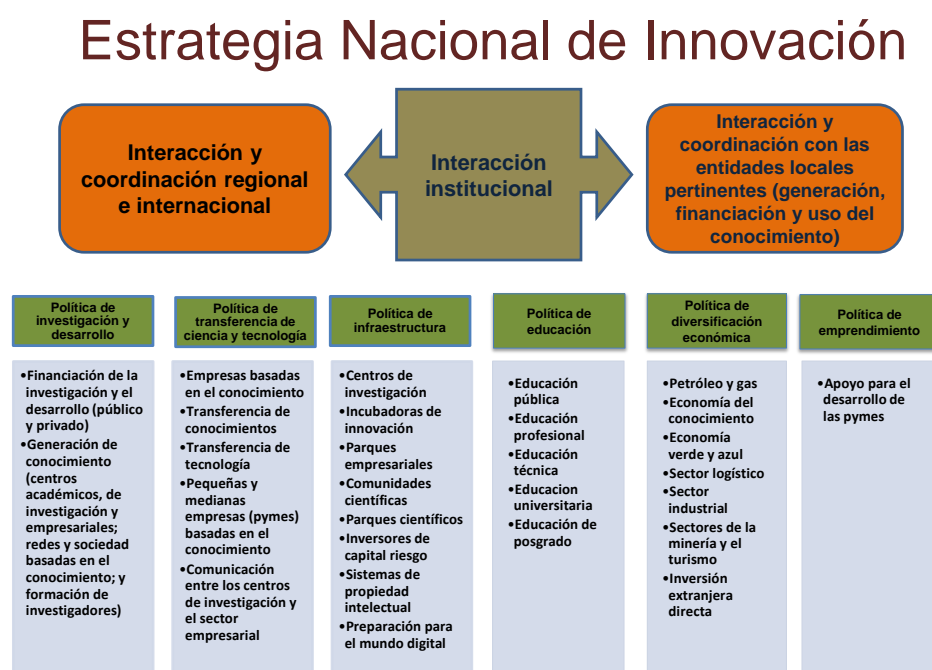 Estrategia Nacional de Innovación
Interacción y
coordinación regional
e internacional
Interacción
institucional
Interacción y
coordinación con las
entidades locales
pertinentes (generación,
financiación y uso del
conocimiento)
Política de
investigación y
desarrollo
•Financiación de la
investigación y el
desarrollo (público
y privado)
•Generación de
conocimiento
(centros
académicos, de
investigación y
empresariales;
redes y sociedad
basadas en el
conocimiento; y
formación de
investigadores)
Política de
transferencia de
ciencia y tecnología
•Empresas basadas
en el conocimiento
•Transferencia de
conocimientos
•Transferencia de
tecnología
•Pequeñas y
medianas
empresas (pymes)
basadas en el
conocimiento
•Comunicación
entre los centros
de investigación y
el sector
empresarial
Política de
infraestructura
•Centros de
investigación
•Incubadoras de
innovación
•Parques
empresariales
•Comunidades
científicas
•Parques científicos
•Inversores de
capital riesgo
•Sistemas de
propiedad
intelectual
•Preparación para
el mundo digital
Política de
educación
•Educación
pública
•Educación
profesional
•Educación
técnica
•Educacion
universitaria
•Educación de
posgrado
Política de
diversificación
económica
•Petróleo y gas
•Economía del
conocimiento
•Economía
verde y azul
•Sector logístico
•Sector
industrial
•Sectores de la
minería y el
turismo
•Inversión
extranjera
directa
Política de
emprendimiento
•Apoyo para el
desarrollo de
las pymes